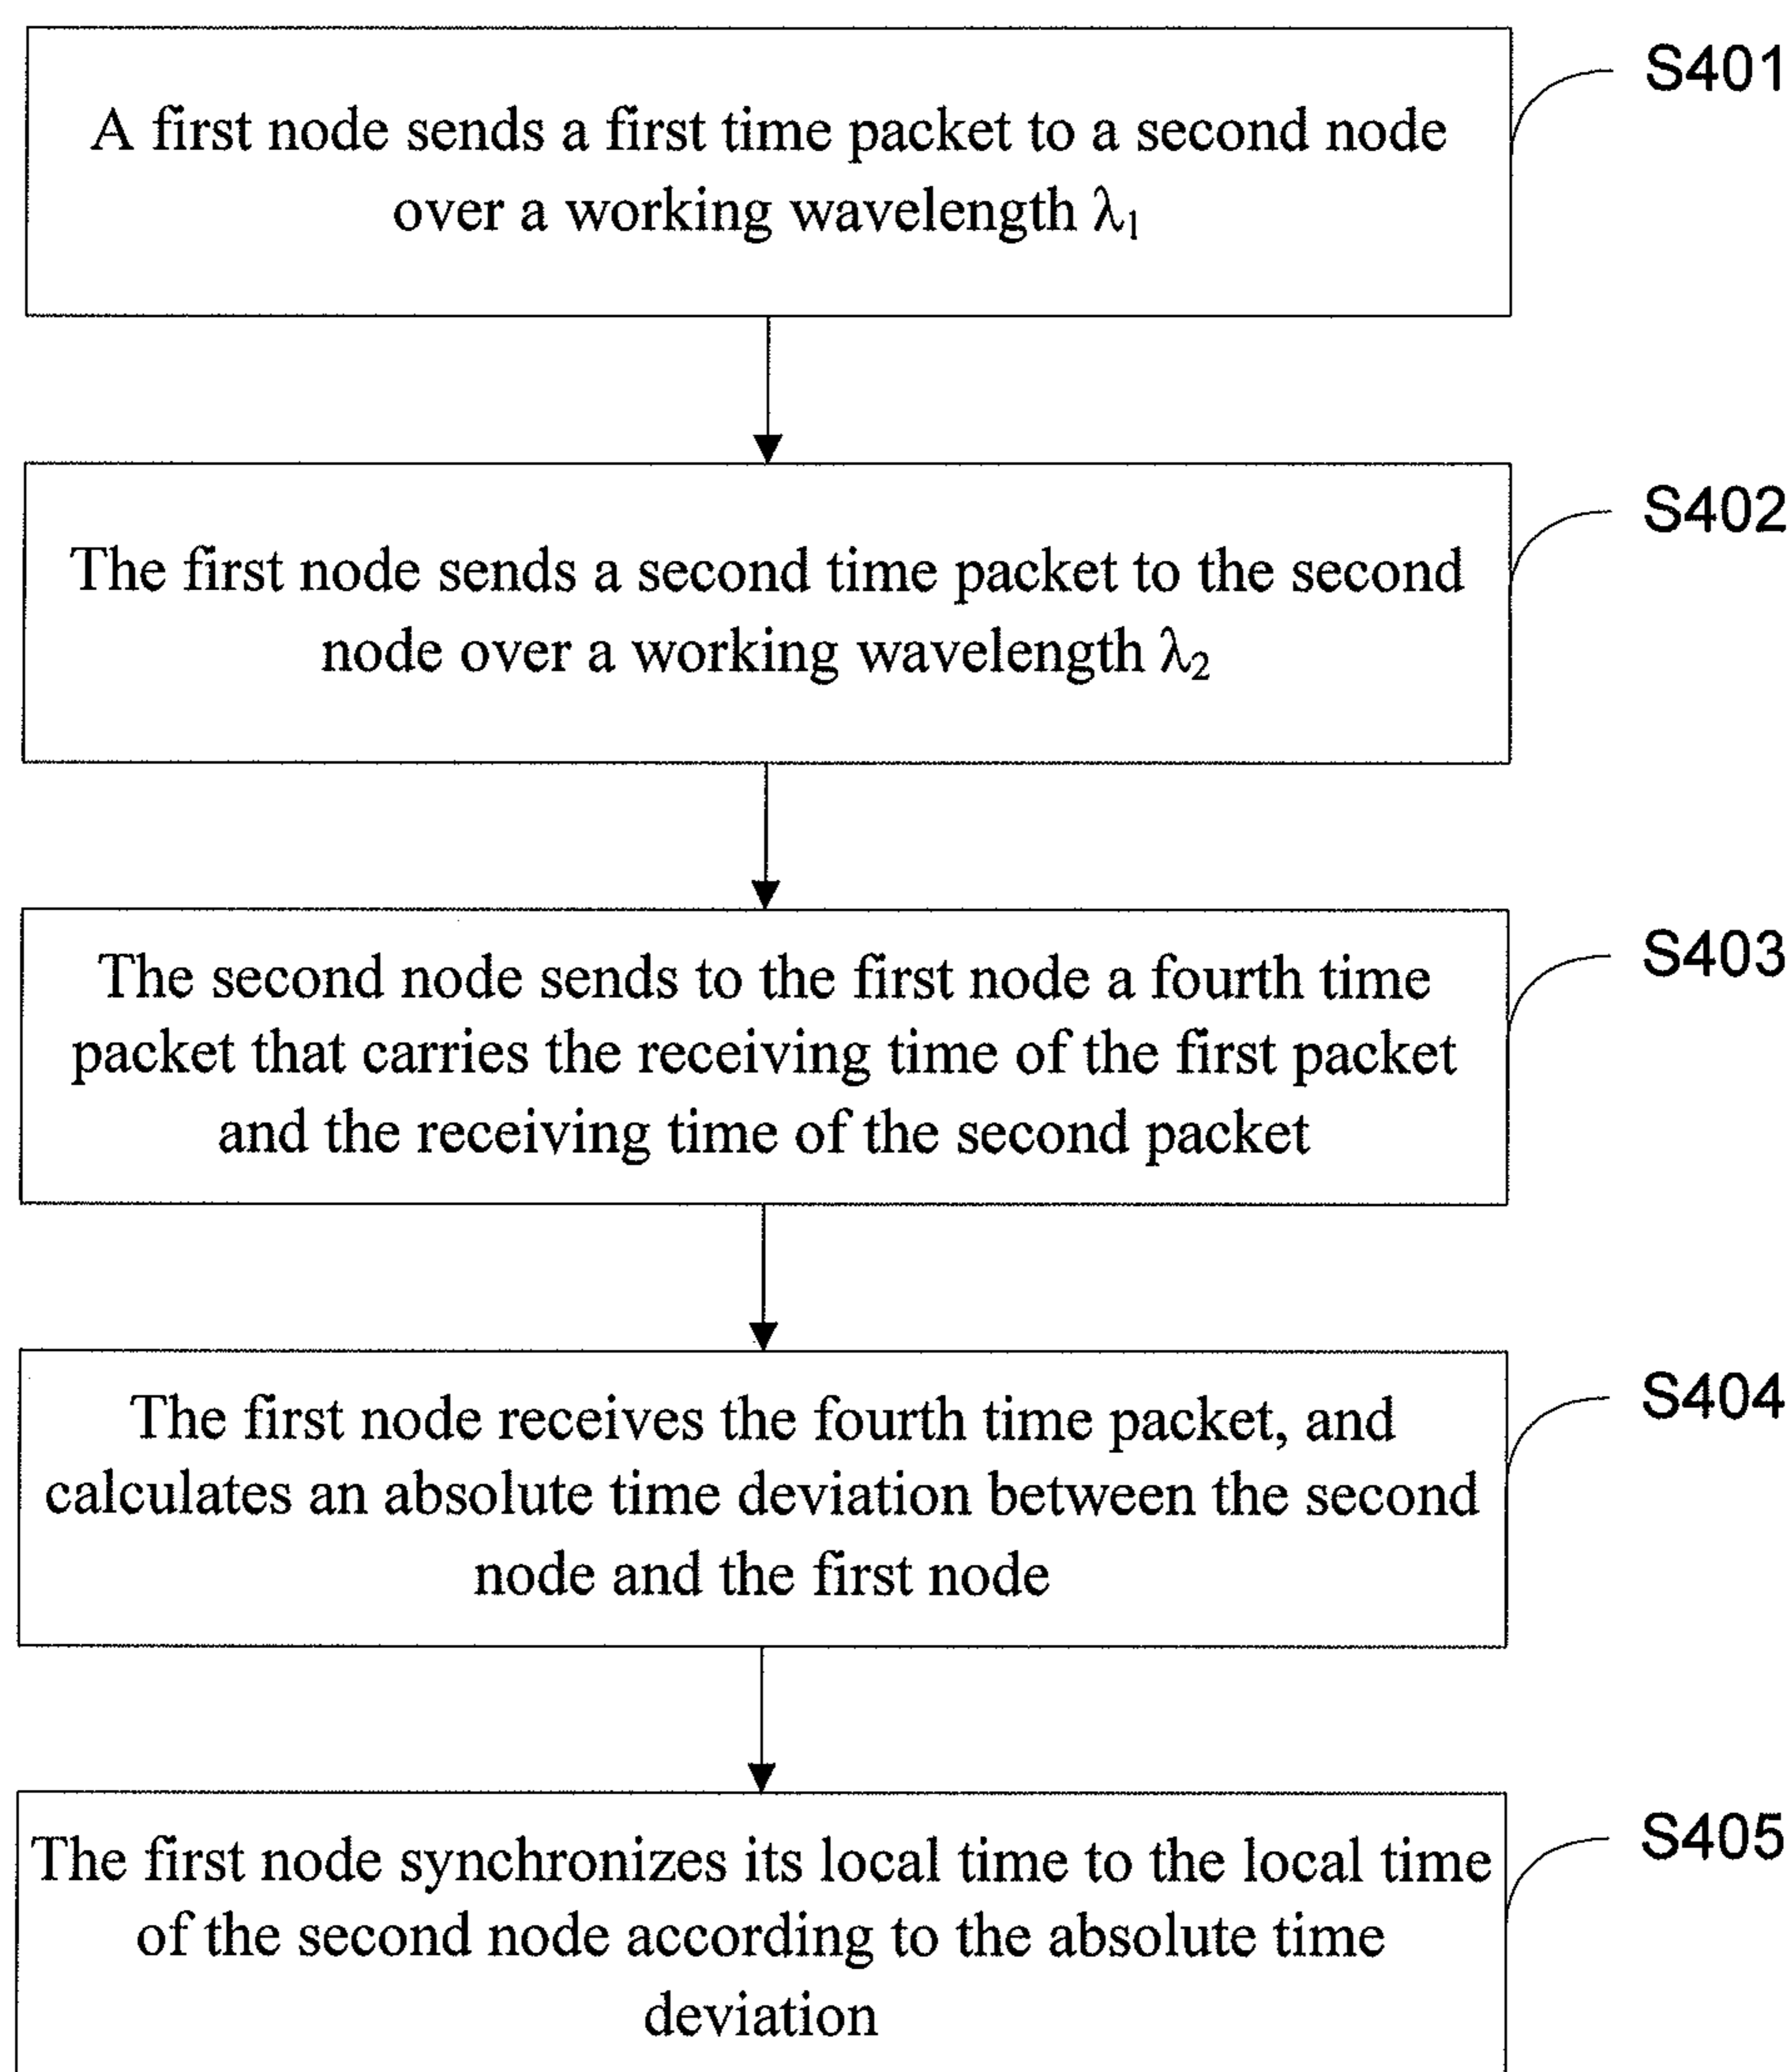 A first node sends a first time packet to a second node
over a working wavelength λ₁
S401
The first node sends a second time packet to the second
node over a working wavelength λ₂
S402
The second node sends to the first node a fourth time
packet that carries the receiving time of the first packet
and the receiving time of the second packet
S403
The first node receives the fourth time packet, and
calculates an absolute time deviation between the second
node and the first node
S404
The first node synchronizes its local time to the local time
of the second node according to the absolute time
deviation
S405